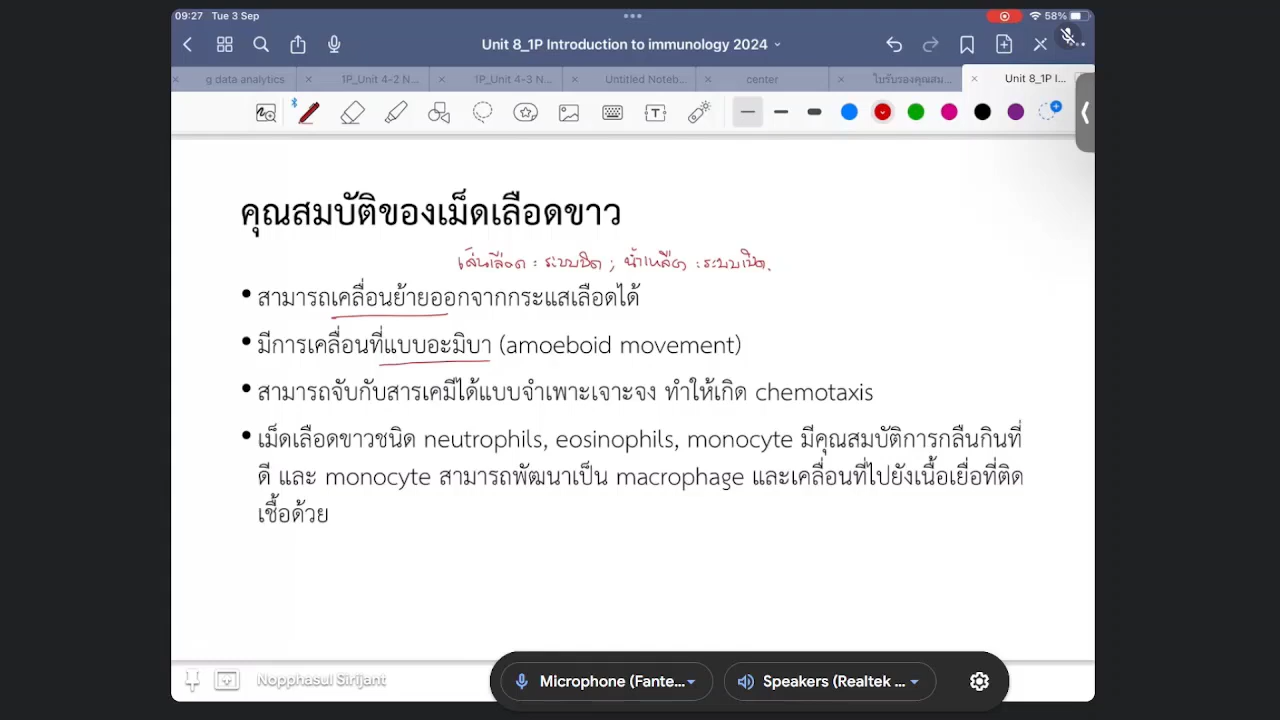 09:27 Tue 3 Sep
58%
Unit 8_1P Introduction to immunology 2024
g data analytics
1P_Unit 4-2 N...
1P_Unit 4-3 N...
Untitled Noteb...
center
ใบรับรองคุณสม...
Unit 8_1P I...
คุณสมบัติของเม็ดเลือดขาว
เส้นเลือด : ระบบปิด ; น้ำเหลือง : ระบบเปิด.
• สามารถเคลื่อนย้ายออกจากกระแสเลือดได้
• มีการเคลื่อนที่แบบอะมิบา (amoeboid movement)
• สามารถจับกับสารเคมีได้แบบจำเพาะเจาะจง ทำให้เกิด chemotaxis
• เม็ดเลือดขาวชนิด neutrophils, eosinophils, monocyte มีคุณสมบัติการกลืนกินที่
ดี และ monocyte สามารถพัฒนาเป็น macrophage และเคลื่อนที่ไปยังเนื้อเยื่อที่ติด
เชื้อด้วย
Nopphasul Sirijant
Microphone (Fante...
Speakers (Realtek ...